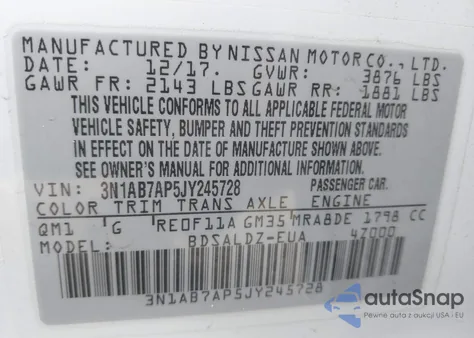 MANUFACTURED BY NISSAN MOTOR CO., LTD.
DATE: 12/17. GVWR: 3876 LBS
GAWR FR: 2143 LBS GAWR RR: 1881 LBS
THIS VEHICLE CONFORMS TO ALL APPLICABLE FEDERAL MOTOR
VEHICLE SAFETY, BUMPER AND THEFT PREVENTION STANDARDS
IN EFFECT ON THE DATE OF MANUFACTURE SHOWN ABOVE.
SEE OWNER'S MANUAL FOR ADDITIONAL INFORMATION.
VIN: 3N1AB7AP5JY245728 PASSENGER CAR.
COLOR TRIM TRANS AXLE ENGINE
QM1 G RE0F11A GM35 MRA8DE 1798 CC
MODEL: BDSALDZ-EUA 4Z000
3N1AB7AP5JY245728
autoSnap
Pewne auta z aukcji USA i EU